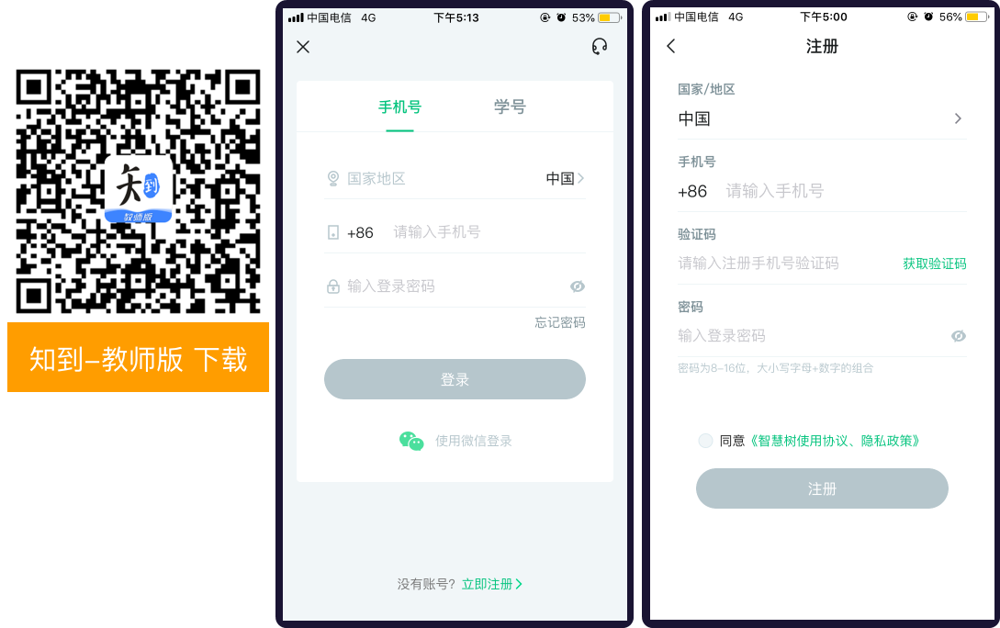 知到
教师版
知到-教师版 下载
中国电信 4G 下午5:13 53%
手机号 学号
国家地区 中国
+86 请输入手机号
输入登录密码
忘记密码
登录
使用微信登录
没有账号? 立即注册
中国电信 4G 下午5:00 56%
注册
国家/地区
中国
手机号
+86 请输入手机号
验证码
请输入注册手机号验证码 获取验证码
密码
输入登录密码
密码为8-16位，大小写字母+数字的组合
同意《智慧树使用协议、隐私政策》
注册